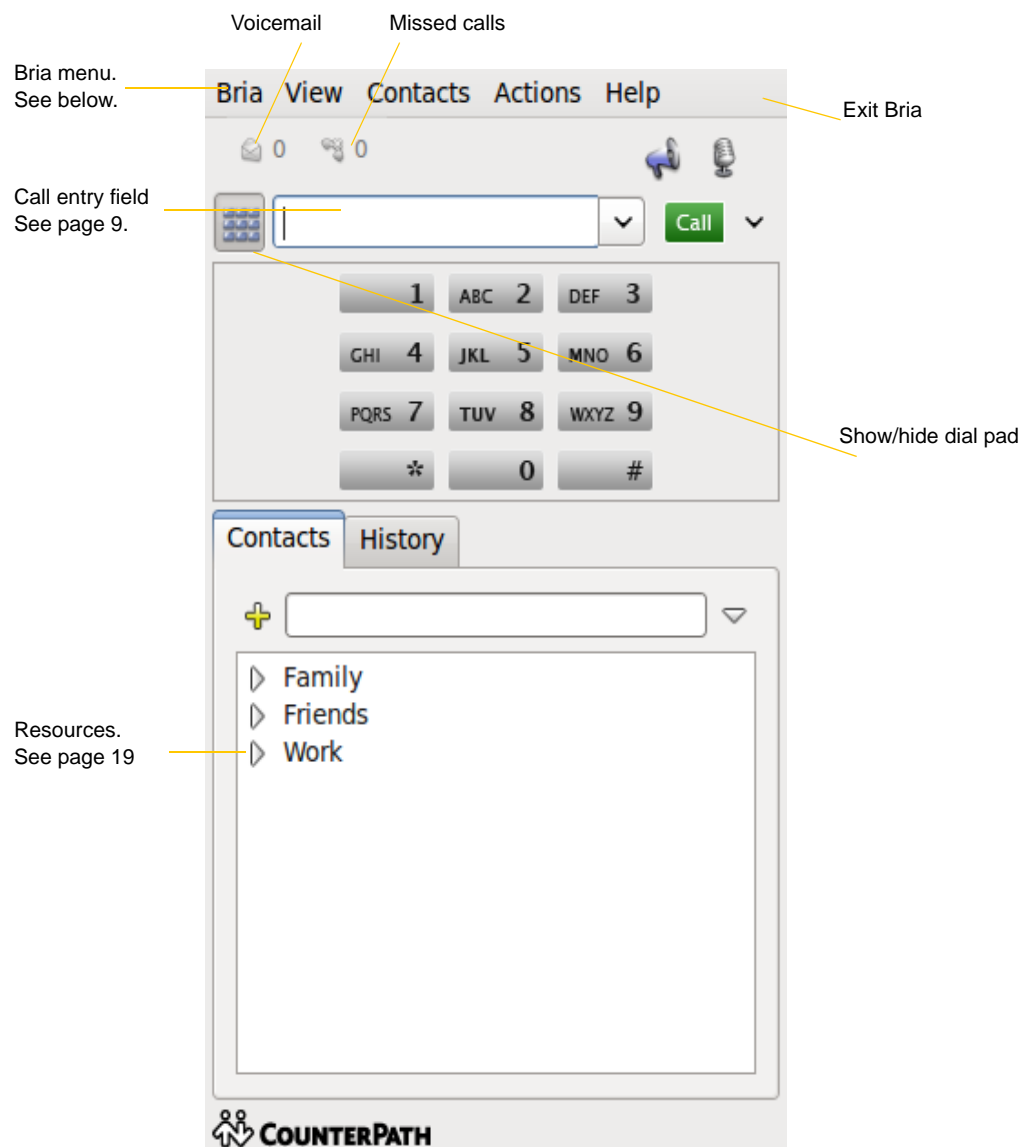 Voicemail
Missed calls
Bria menu.
See below.
Bria View Contacts Actions Help
Exit Bria
0 0
Call entry field
See page 9.
Call
1 ABC 2 DEF 3
GHI 4 JKL 5 MNO 6
PQRS 7 TUV 8 WXYZ 9
* 0 #
Show/hide dial pad
Contacts History
Family
Friends
Work
Resources.
See page 19
COUNTERPATH